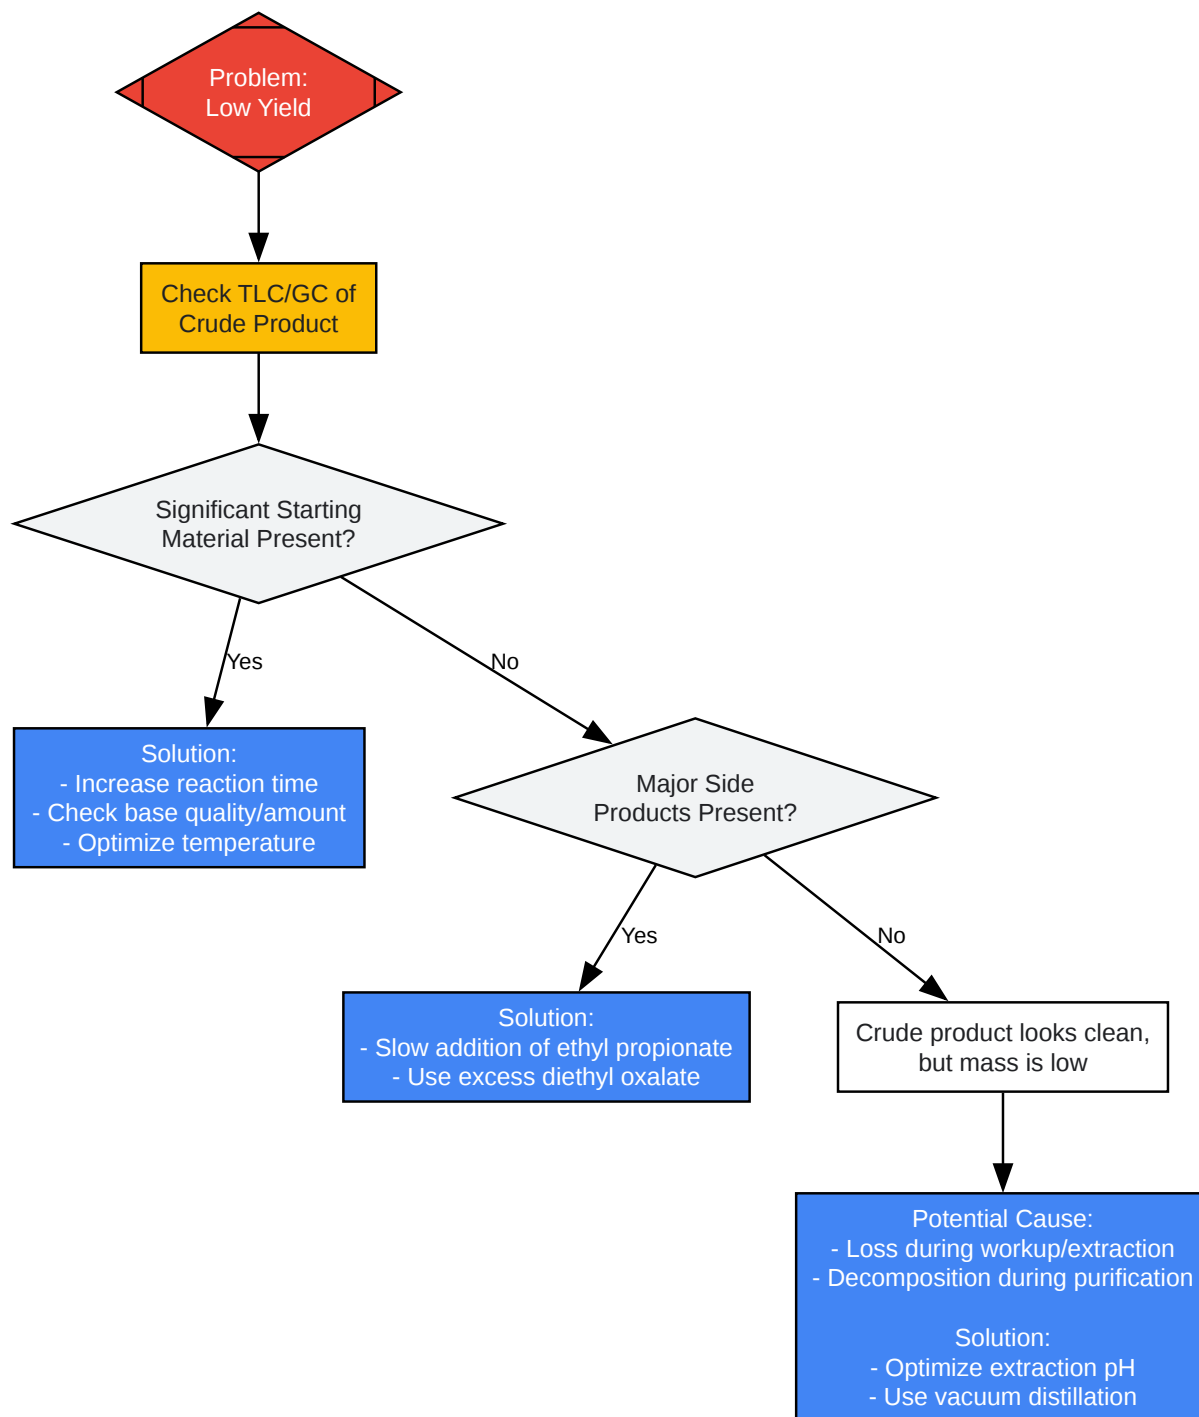 Problem:
Low Yield
Check TLC/GC of
Crude Product
Significant Starting
Material Present?
Yes
No
Solution:
- Increase reaction time
- Check base quality/amount
- Optimize temperature
Major Side
Products Present?
Yes
No
Solution:
- Slow addition of ethyl propionate
- Use excess diethyl oxalate
Crude product looks clean,
but mass is low
Potential Cause:
- Loss during workup/extraction
- Decomposition during purification
Solution:
- Optimize extraction pH
- Use vacuum distillation